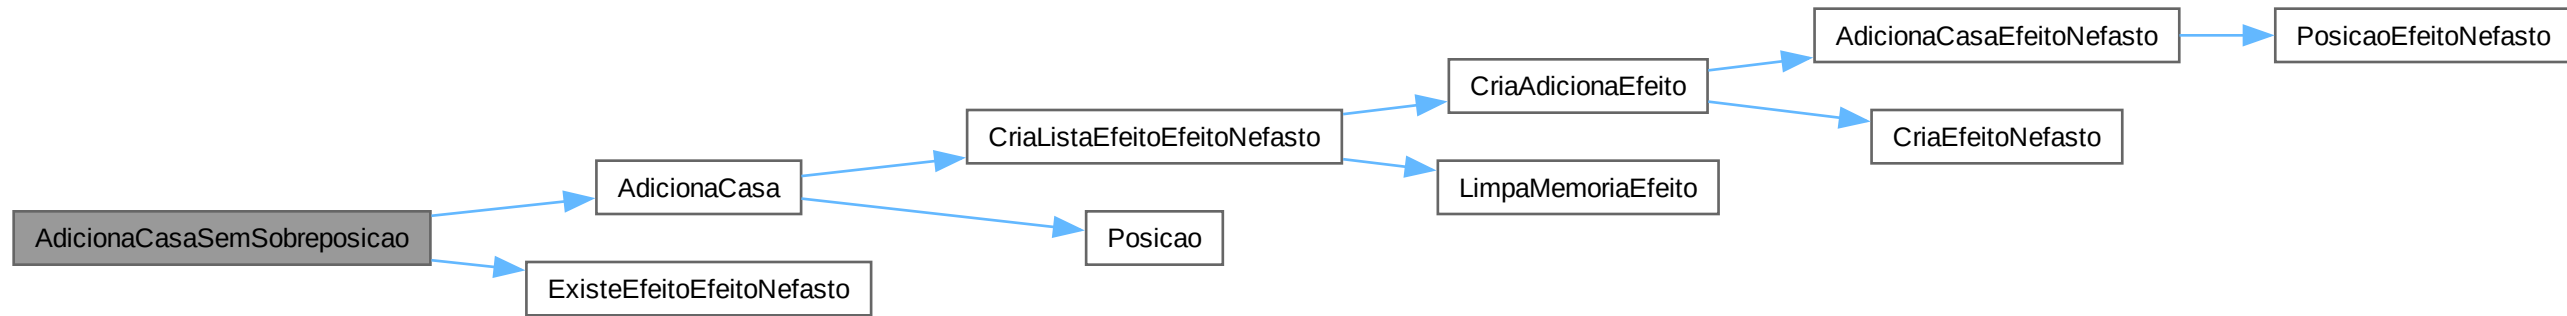 AdicionaCasaSemSobreposicao
AdicionaCasa
ExisteEfeitoEfeitoNefasto
CriaListaEfeitoEfeitoNefasto
Posicao
CriaAdicionaEfeito
LimpaMemoriaEfeito
AdicionaCasaEfeitoNefasto
CriaEfeitoNefasto
PosicaoEfeitoNefasto